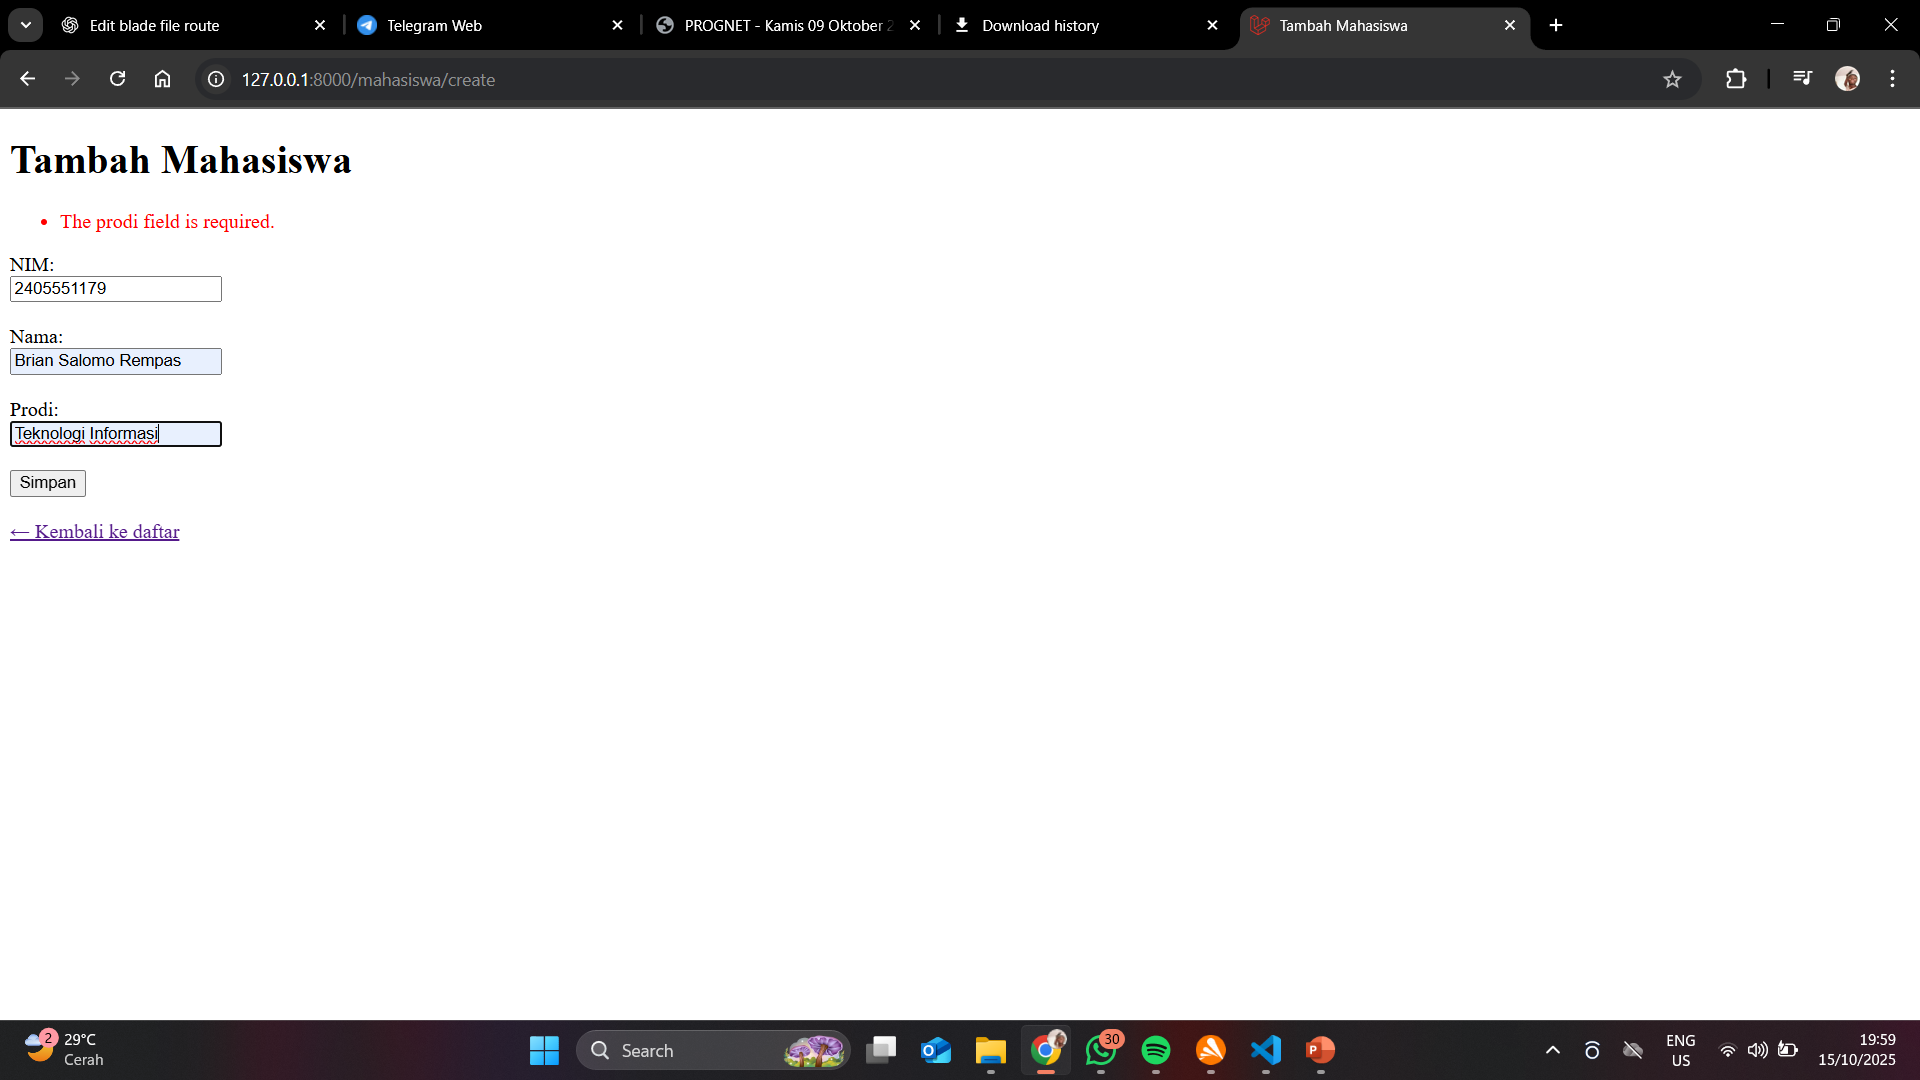 Edit blade file route
Telegram Web
PROGNET - Kamis 09 Oktober 2
Download history
Tambah Mahasiswa
127.0.0.1:8000/mahasiswa/create
Tambah Mahasiswa
The prodi field is required.
NIM:
2405551179
Nama:
Brian Salomo Rempas
Prodi:
Teknologi Informasi
Simpan
← Kembali ke daftar
2
29°C
Cerah
Search
30
ENG
US
19:59
15/10/2025